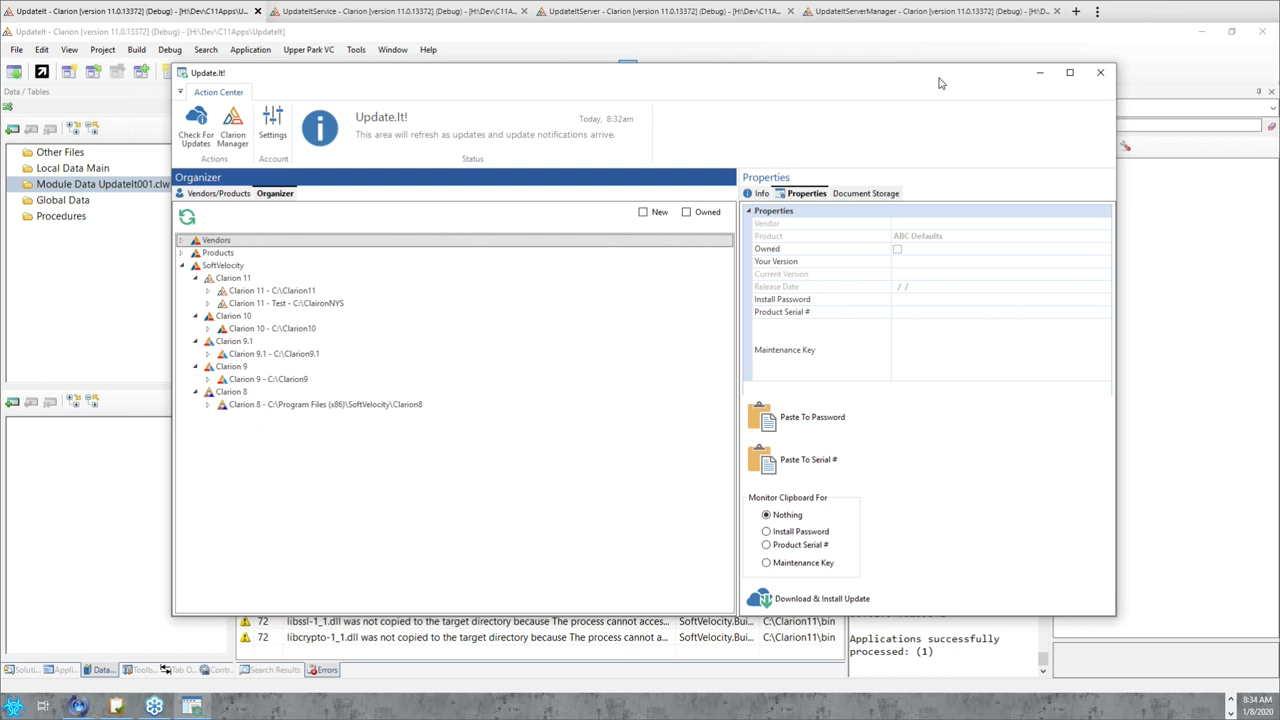 UpdateIt - Clarion [version 11.0.13372] (Debug) - [H:\Dev\C11Apps\UpdateIt]
UpdateItService - Clarion [version 11.0.13372] (Debug) - [H:\Dev\C11A...
UpdateItServer - Clarion [version 11.0.13372] (Debug) - [H:\Dev\C11A...
UpdateItServerManager - Clarion [version 11.0.13372] (Debug) - [H:\De...
UpdateIt - Clarion [version 11.0.13372] (Debug) - [H:\Dev\C11Apps\UpdateIt]
File Edit View Project Build Debug Search Application Upper Park VC Tools Window Help
Data / Tables
Other Files
Local Data Main
Module Data UpdateIt001.clw
Global Data
Procedures
Update.It!
Action Center
Check For Updates
Clarion Manager
Settings
Actions
Account
Update.It!
Today, 8:32am
This area will refresh as updates and update notifications arrive.
Status
Organizer
Vendors/Products Organizer
New Owned
Vendors
Products
SoftVelocity
Clarion 11
Clarion 11 - C:\Clarion11
Clarion 11 - Test - C:\ClaironNYS
Clarion 10
Clarion 10 - C:\Clarion10
Clarion 9.1
Clarion 9.1 - C:\Clarion9.1
Clarion 9
Clarion 9 - C:\Clarion9
Clarion 8
Clarion 8 - C:\Program Files (x86)\SoftVelocity\Clarion8
Properties
Info Properties Document Storage
Properties
Vendor
Product ABC Defaults
Owned
Your Version
Current Version
Release Date / /
Install Password
Product Serial #
Maintenance Key
Paste To Password
Paste To Serial #
Monitor Clipboard For
Nothing
Install Password
Product Serial #
Maintenance Key
Download & Install Update
72 libssl-1_1.dll was not copied to the target directory because The process cannot acces... SoftVelocity.Bui... C:\Clarion11\bin
72 libcrypto-1_1.dll was not copied to the target directory because The process cannot a... SoftVelocity.Bui... C:\Clarion11\bin
Applications successfully
processed: (1)
Soluti... Appli... Data... Toolb... Tab O... Contr...
Search Results Errors
8:34 AM
1/8/2020